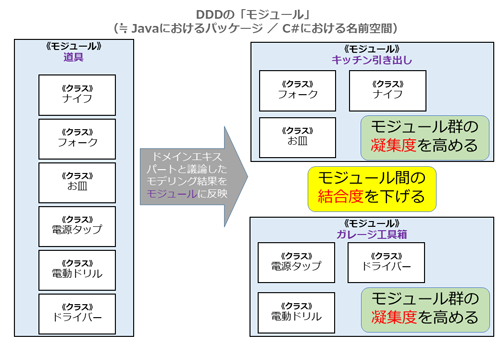 DDDの「モジュール」
(≒ Javaにおけるパッケージ ／ C#における名前空間)
《モジュール》
道具
《クラス》
ナイフ
《クラス》
フォーク
《クラス》
お皿
《クラス》
電源タップ
《クラス》
電動ドリル
《クラス》
ドライバー
ドメインエキス
パートと議論した
モデリング結果を
モジュールに反映
《モジュール》
キッチン引き出し
《クラス》
フォーク
《クラス》
ナイフ
《クラス》
お皿
モジュール群の
凝集度を高める
モジュール間の
結合度を下げる
《モジュール》
ガレージ工具箱
《クラス》
電源タップ
《クラス》
ドライバー
《クラス》
電動ドリル
モジュール群の
凝集度を高める